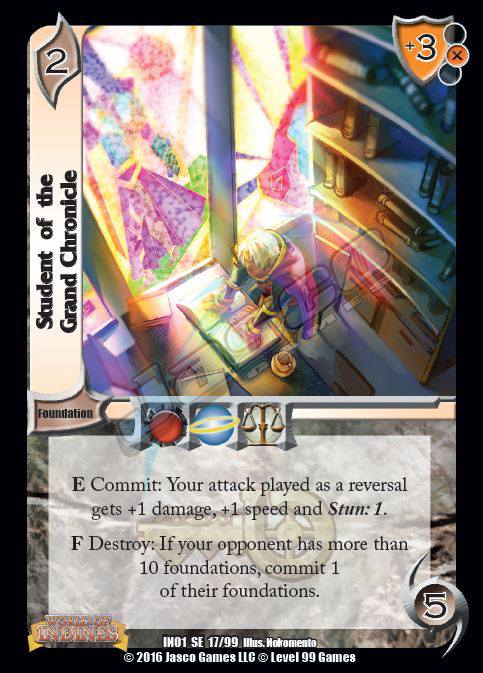 2
+3
X
Student of the
Grand Chronicle
Foundation
E Commit: Your attack played as a reversal
gets +1 damage, +1 speed and Stun: 1.
F Destroy: If your opponent has more than
10 foundations, commit 1
of their foundations.
5
WORLD OF
INDINES
IN01 SE 17/99 Illus. Nokomento
© 2016 Jasco Games LLC © Level 99 Games